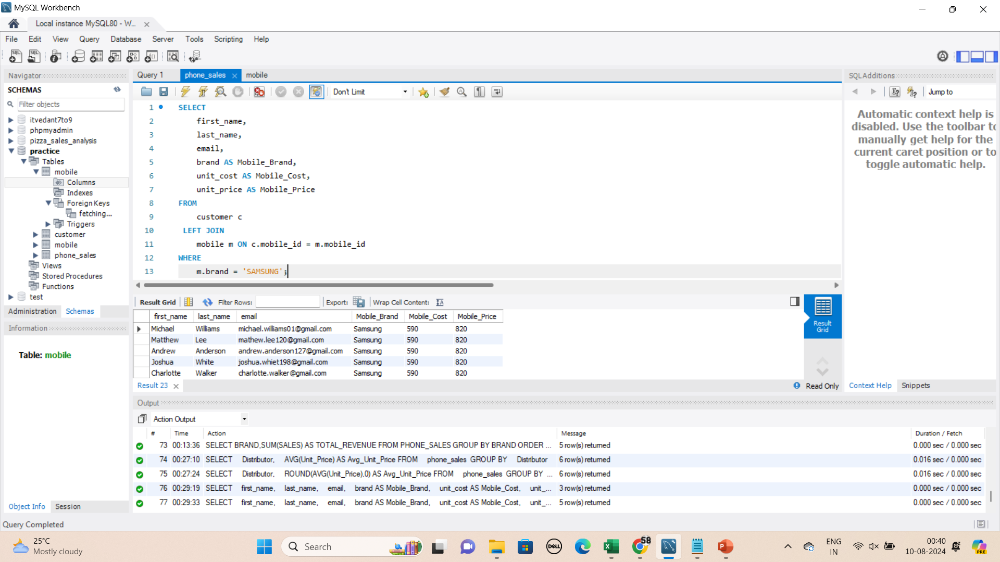 MySQL Workbench
Local instance MySQL80 - W...
File Edit View Query Database Server Tools Scripting Help
Navigator
SCHEMAS
Filter objects
itvedant7to9
phpmyadmin
pizza_sales_analysis
practice
Tables
mobile
Columns
Indexes
Foreign Keys
fetching...
Triggers
customer
mobile
phone_sales
Views
Stored Procedures
Functions
test
Administration Schemas
Information
Table: mobile
Object Info Session
Query 1 phone_sales mobile
Don't Limit
1 SELECT
2 first_name,
3 last_name,
4 email,
5 brand AS Mobile_Brand,
6 unit_cost AS Mobile_Cost,
7 unit_price AS Mobile_Price
8 FROM
9 customer c
10 LEFT JOIN
11 mobile m ON c.mobile_id = m.mobile_id
12 WHERE
13 m.brand = 'SAMSUNG';
Result Grid Filter Rows: Export: Wrap Cell Content:
first_name last_name email Mobile_Brand Mobile_Cost Mobile_Price
Michael Williams michael.williams01@gmail.com Samsung 590 820
Matthew Lee mathew.lee120@gmail.com Samsung 590 820
Andrew Anderson andrew.anderson127@gmail.com Samsung 590 820
Joshua White joshua.whiet198@gmail.com Samsung 590 820
Charlotte Walker charlotte.walker@gmail.com Samsung 590 820
Result Grid
Result 23
Read Only
SQLAdditions
Jump to
Automatic context help is
disabled. Use the toolbar to
manually get help for the
current caret position or to
toggle automatic help.
Context Help Snippets
Output
Action Output
# Time Action Message Duration / Fetch
73 00:13:36 SELECT BRAND,SUM(SALES) AS TOTAL_REVENUE FROM PHONE_SALES GROUP BY BRAND ORDER ... 5 row(s) returned 0.000 sec / 0.000 sec
74 00:27:10 SELECT Distributor, AVG(Unit_Price) AS Avg_Unit_Price FROM phone_sales GROUP BY Distributor 6 row(s) returned 0.016 sec / 0.000 sec
75 00:27:24 SELECT Distributor, ROUND(AVG(Unit_Price),0) AS Avg_Unit_Price FROM phone_sales GROUP BY ... 6 row(s) returned 0.016 sec / 0.000 sec
76 00:29:19 SELECT first_name, last_name, email, brand AS Mobile_Brand, unit_cost AS Mobile_Cost, unit_... 3 row(s) returned 0.000 sec / 0.000 sec
77 00:29:33 SELECT first_name, last_name, email, brand AS Mobile_Brand, unit_cost AS Mobile_Cost, unit_... 5 row(s) returned 0.000 sec / 0.000 sec
Query Completed
25°C
Mostly cloudy
Search
DELL
58
ENG
IN
00:40
10-08-2024
PRE